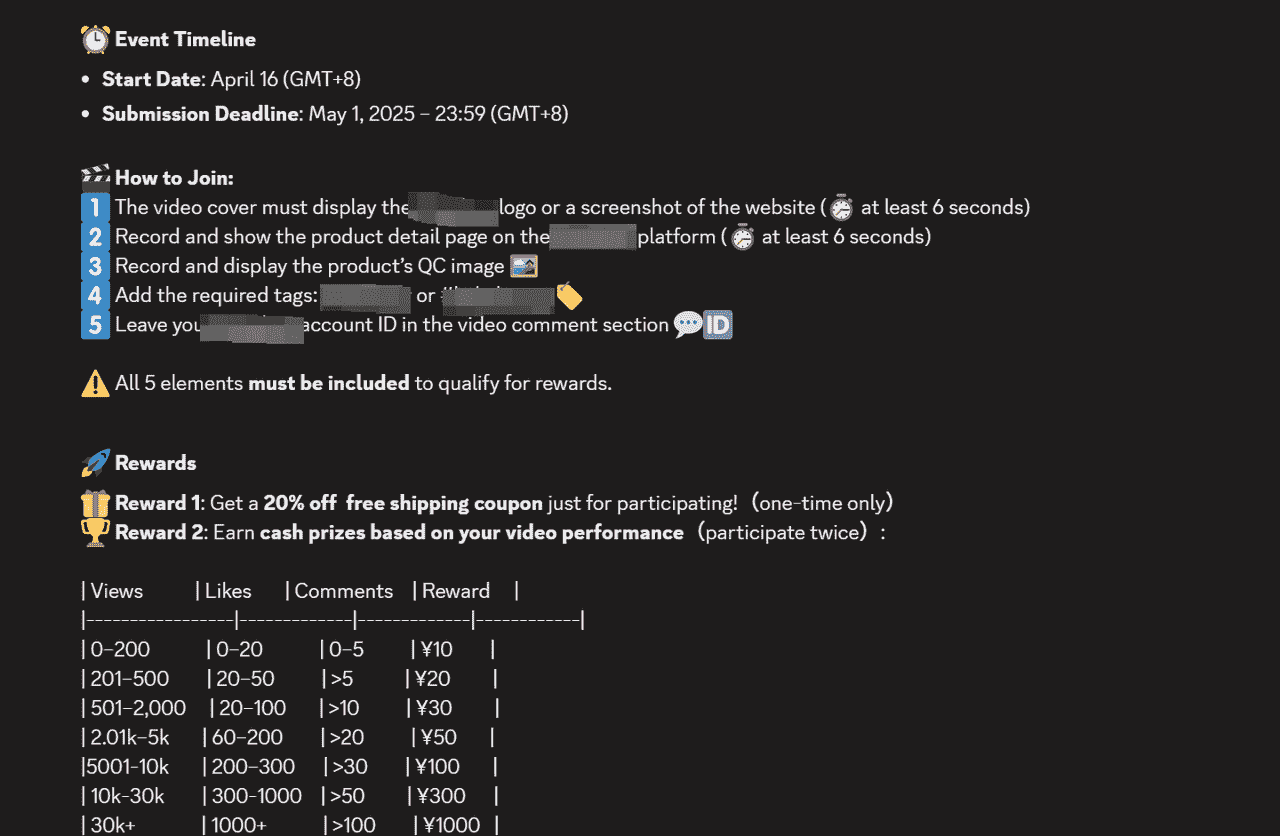 Event Timeline
• Start Date: April 16 (GMT+8)
• Submission Deadline: May 1, 2025 – 23:59 (GMT+8)
How to Join:
1 The video cover must display the logo or a screenshot of the website ( at least 6 seconds)
2 Record and show the product detail page on the platform ( at least 6 seconds)
3 Record and display the product's QC image
4 Add the required tags: or
5 Leave account ID in the video comment section 💬🆔
⚠️ All 5 elements must be included to qualify for rewards.
🚀 Rewards
Reward 1: Get a 20% off free shipping coupon just for participating!（one-time only）
Reward 2: Earn cash prizes based on your video performance（participate twice）:
| Views | Likes | Comments | Reward |
|-----------------|-------------|-------------|------------|
| 0–200 | 0–20 | 0–5 | ¥10 |
| 201–500 | 20–50 | >5 | ¥20 |
| 501–2,000 | 20–100 | >10 | ¥30 |
| 2.01k–5k | 60–200 | >20 | ¥50 |
|5001-10k | 200–300 | >30 | ¥100 |
| 10k-30k | 300-1000 | >50 | ¥300 |
| 30k+ | 1000+ | >100 | ¥1000 |